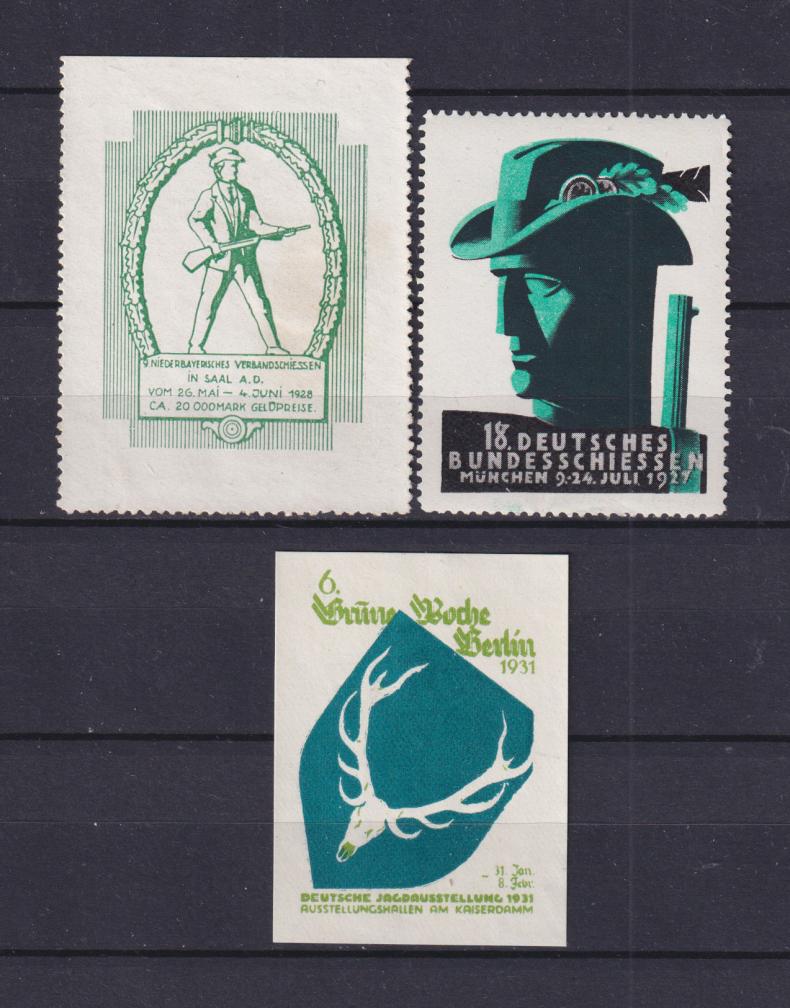 9. NIEDERBAYERISCHES VERBANDSCHIESSEN
IN SAAL A.D.
VOM 26. MAI — 4. JUNI 1928
CA. 20 000 MARK GELDPREISE.
18. DEUTSCHES
BUNDESSCHIESSEN
MÜNCHEN 9.-24. JULI 1927
6.
Grüne Woche
Berlin
1931
31. Jan.
– 8. Febr.
DEUTSCHE JAGDAUSSTELLUNG 1931
AUSSTELLUNGSHALLEN AM KAISERDAMM